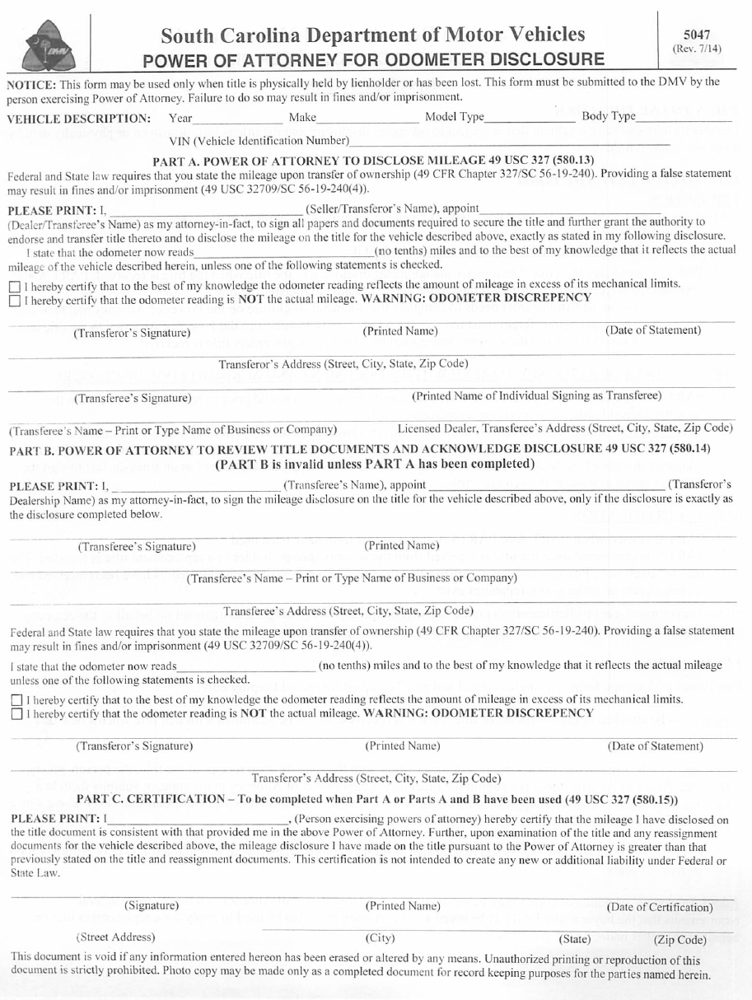 DMV
South Carolina Department of Motor Vehicles
POWER OF ATTORNEY FOR ODOMETER DISCLOSURE
5047
(Rev. 7/14)
NOTICE: This form may be used only when title is physically held by lienholder or has been lost. This form must be submitted to the DMV by the
person exercising Power of Attorney. Failure to do so may result in fines and/or imprisonment.
VEHICLE DESCRIPTION: Year Make Model Type Body Type
VIN (Vehicle Identification Number)
PART A. POWER OF ATTORNEY TO DISCLOSE MILEAGE 49 USC 327 (580.13)
Federal and State law requires that you state the mileage upon transfer of ownership (49 CFR Chapter 327/SC 56-19-240). Providing a false statement
may result in fines and/or imprisonment (49 USC 32709/SC 56-19-240(4)).
PLEASE PRINT: I, (Seller/Transferor's Name), appoint
(Dealer/Transferee's Name) as my attorney-in-fact, to sign all papers and documents required to secure the title and further grant the authority to
endorse and transfer title thereto and to disclose the mileage on the title for the vehicle described above, exactly as stated in my following disclosure.
I state that the odometer now reads (no tenths) miles and to the best of my knowledge that it reflects the actual
mileage of the vehicle described herein, unless one of the following statements is checked.
I hereby certify that to the best of my knowledge the odometer reading reflects the amount of mileage in excess of its mechanical limits.
I hereby certify that the odometer reading is NOT the actual mileage. WARNING: ODOMETER DISCREPENCY
(Transferor's Signature) (Printed Name) (Date of Statement)
Transferor's Address (Street, City, State, Zip Code)
(Transferee's Signature) (Printed Name of Individual Signing as Transferee)
(Transferee's Name – Print or Type Name of Business or Company) Licensed Dealer, Transferee's Address (Street, City, State, Zip Code)
PART B. POWER OF ATTORNEY TO REVIEW TITLE DOCUMENTS AND ACKNOWLEDGE DISCLOSURE 49 USC 327 (580.14)
(PART B is invalid unless PART A has been completed)
PLEASE PRINT: I, (Transferee's Name), appoint (Transferor's
Dealership Name) as my attorney-in-fact, to sign the mileage disclosure on the title for the vehicle described above, only if the disclosure is exactly as
the disclosure completed below.
(Transferee's Signature) (Printed Name)
(Transferee's Name – Print or Type Name of Business or Company)
Transferee's Address (Street, City, State, Zip Code)
Federal and State law requires that you state the mileage upon transfer of ownership (49 CFR Chapter 327/SC 56-19-240). Providing a false statement
may result in fines and/or imprisonment (49 USC 32709/SC 56-19-240(4)).
I state that the odometer now reads (no tenths) miles and to the best of my knowledge that it reflects the actual mileage
unless one of the following statements is checked.
I hereby certify that to the best of my knowledge the odometer reading reflects the amount of mileage in excess of its mechanical limits.
I hereby certify that the odometer reading is NOT the actual mileage. WARNING: ODOMETER DISCREPENCY
(Transferor's Signature) (Printed Name) (Date of Statement)
Transferor's Address (Street, City, State, Zip Code)
PART C. CERTIFICATION – To be completed when Part A or Parts A and B have been used (49 USC 327 (580.15))
PLEASE PRINT: I , (Person exercising powers of attorney) hereby certify that the mileage I have disclosed on
the title document is consistent with that provided me in the above Power of Attorney. Further, upon examination of the title and any reassignment
documents for the vehicle described above, the mileage disclosure I have made on the title pursuant to the Power of Attorney is greater than that
previously stated on the title and reassignment documents. This certification is not intended to create any new or additional liability under Federal or
State Law.
(Signature) (Printed Name) (Date of Certification)
(Street Address) (City) (State) (Zip Code)
This document is void if any information entered hereon has been erased or altered by any means. Unauthorized printing or reproduction of this
document is strictly prohibited. Photo copy may be made only as a completed document for record keeping purposes for the parties named herein.